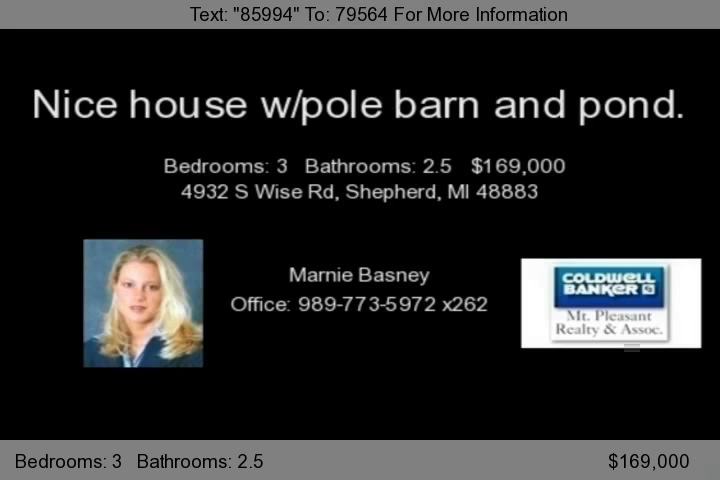 Text: "85994" To: 79564 For More Information
Nice house w/pole barn and pond.
Bedrooms: 3 Bathrooms: 2.5 $169,000
4932 S Wise Rd, Shepherd, MI 48883
Marnie Basney
Office: 989-773-5972 x262
COLDWELL
BANKER
Mt. Pleasant
Realty & Assoc.
Bedrooms: 3 Bathrooms: 2.5 $169,000